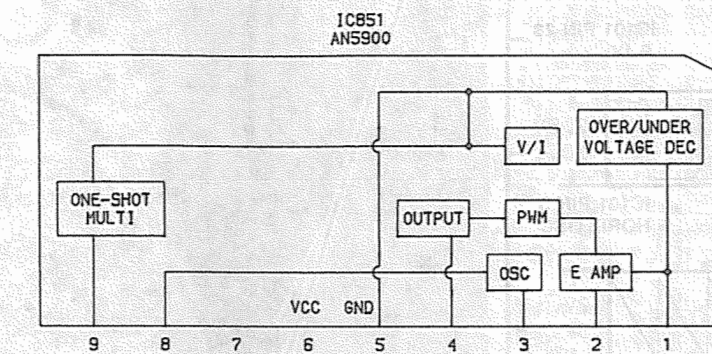 IC851
AN5900
OVER/UNDER
VOLTAGE DEC
V/I
ONE-SHOT
MULTI
OUTPUT
PWM
OSC
E AMP
VCC GND
9 8 7 6 5 4 3 2 1